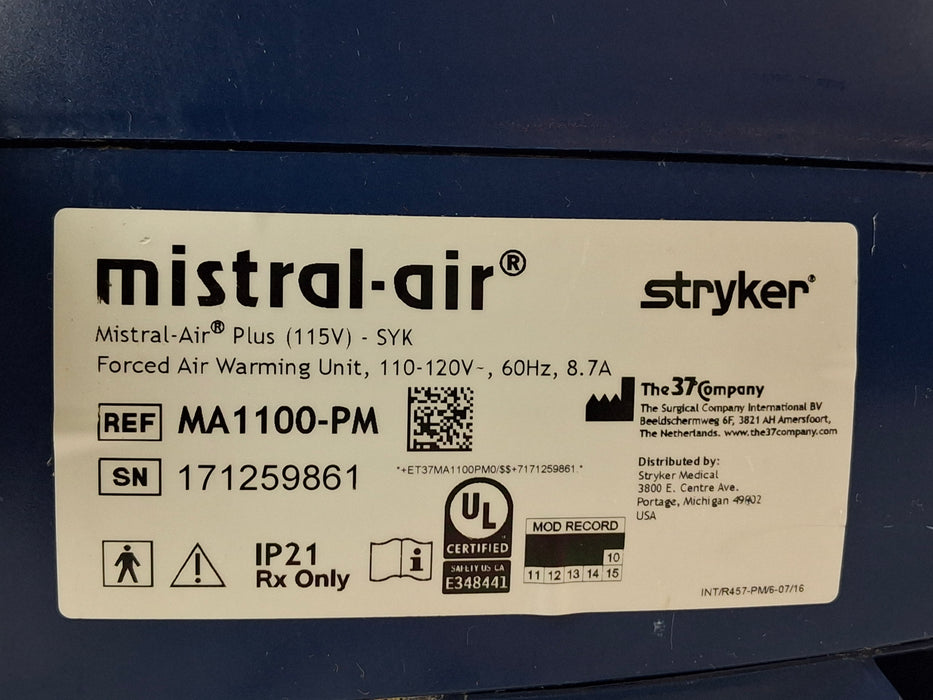 mistral-air®
stryker®
Mistral-Air® Plus (115V) - SYK
Forced Air Warming Unit, 110-120V~, 60Hz, 8.7A
REF MA1100-PM
SN 171259861
*+ET37MA1100PM0/$$+7171259861.*
The 37°Company
The Surgical Company International BV
Beeldschermweg 6F, 3821 AH Amersfoort,
The Netherlands. www.the37company.com
Distributed by:
Stryker Medical
3800 E. Centre Ave.
Portage, Michigan 49002
USA
IP21
Rx Only
i
UL
CERTIFIED
SAFETY US CA
E348441
MOD RECORD
10
11 12 13 14 15
INT/R457-PM/6-07/16